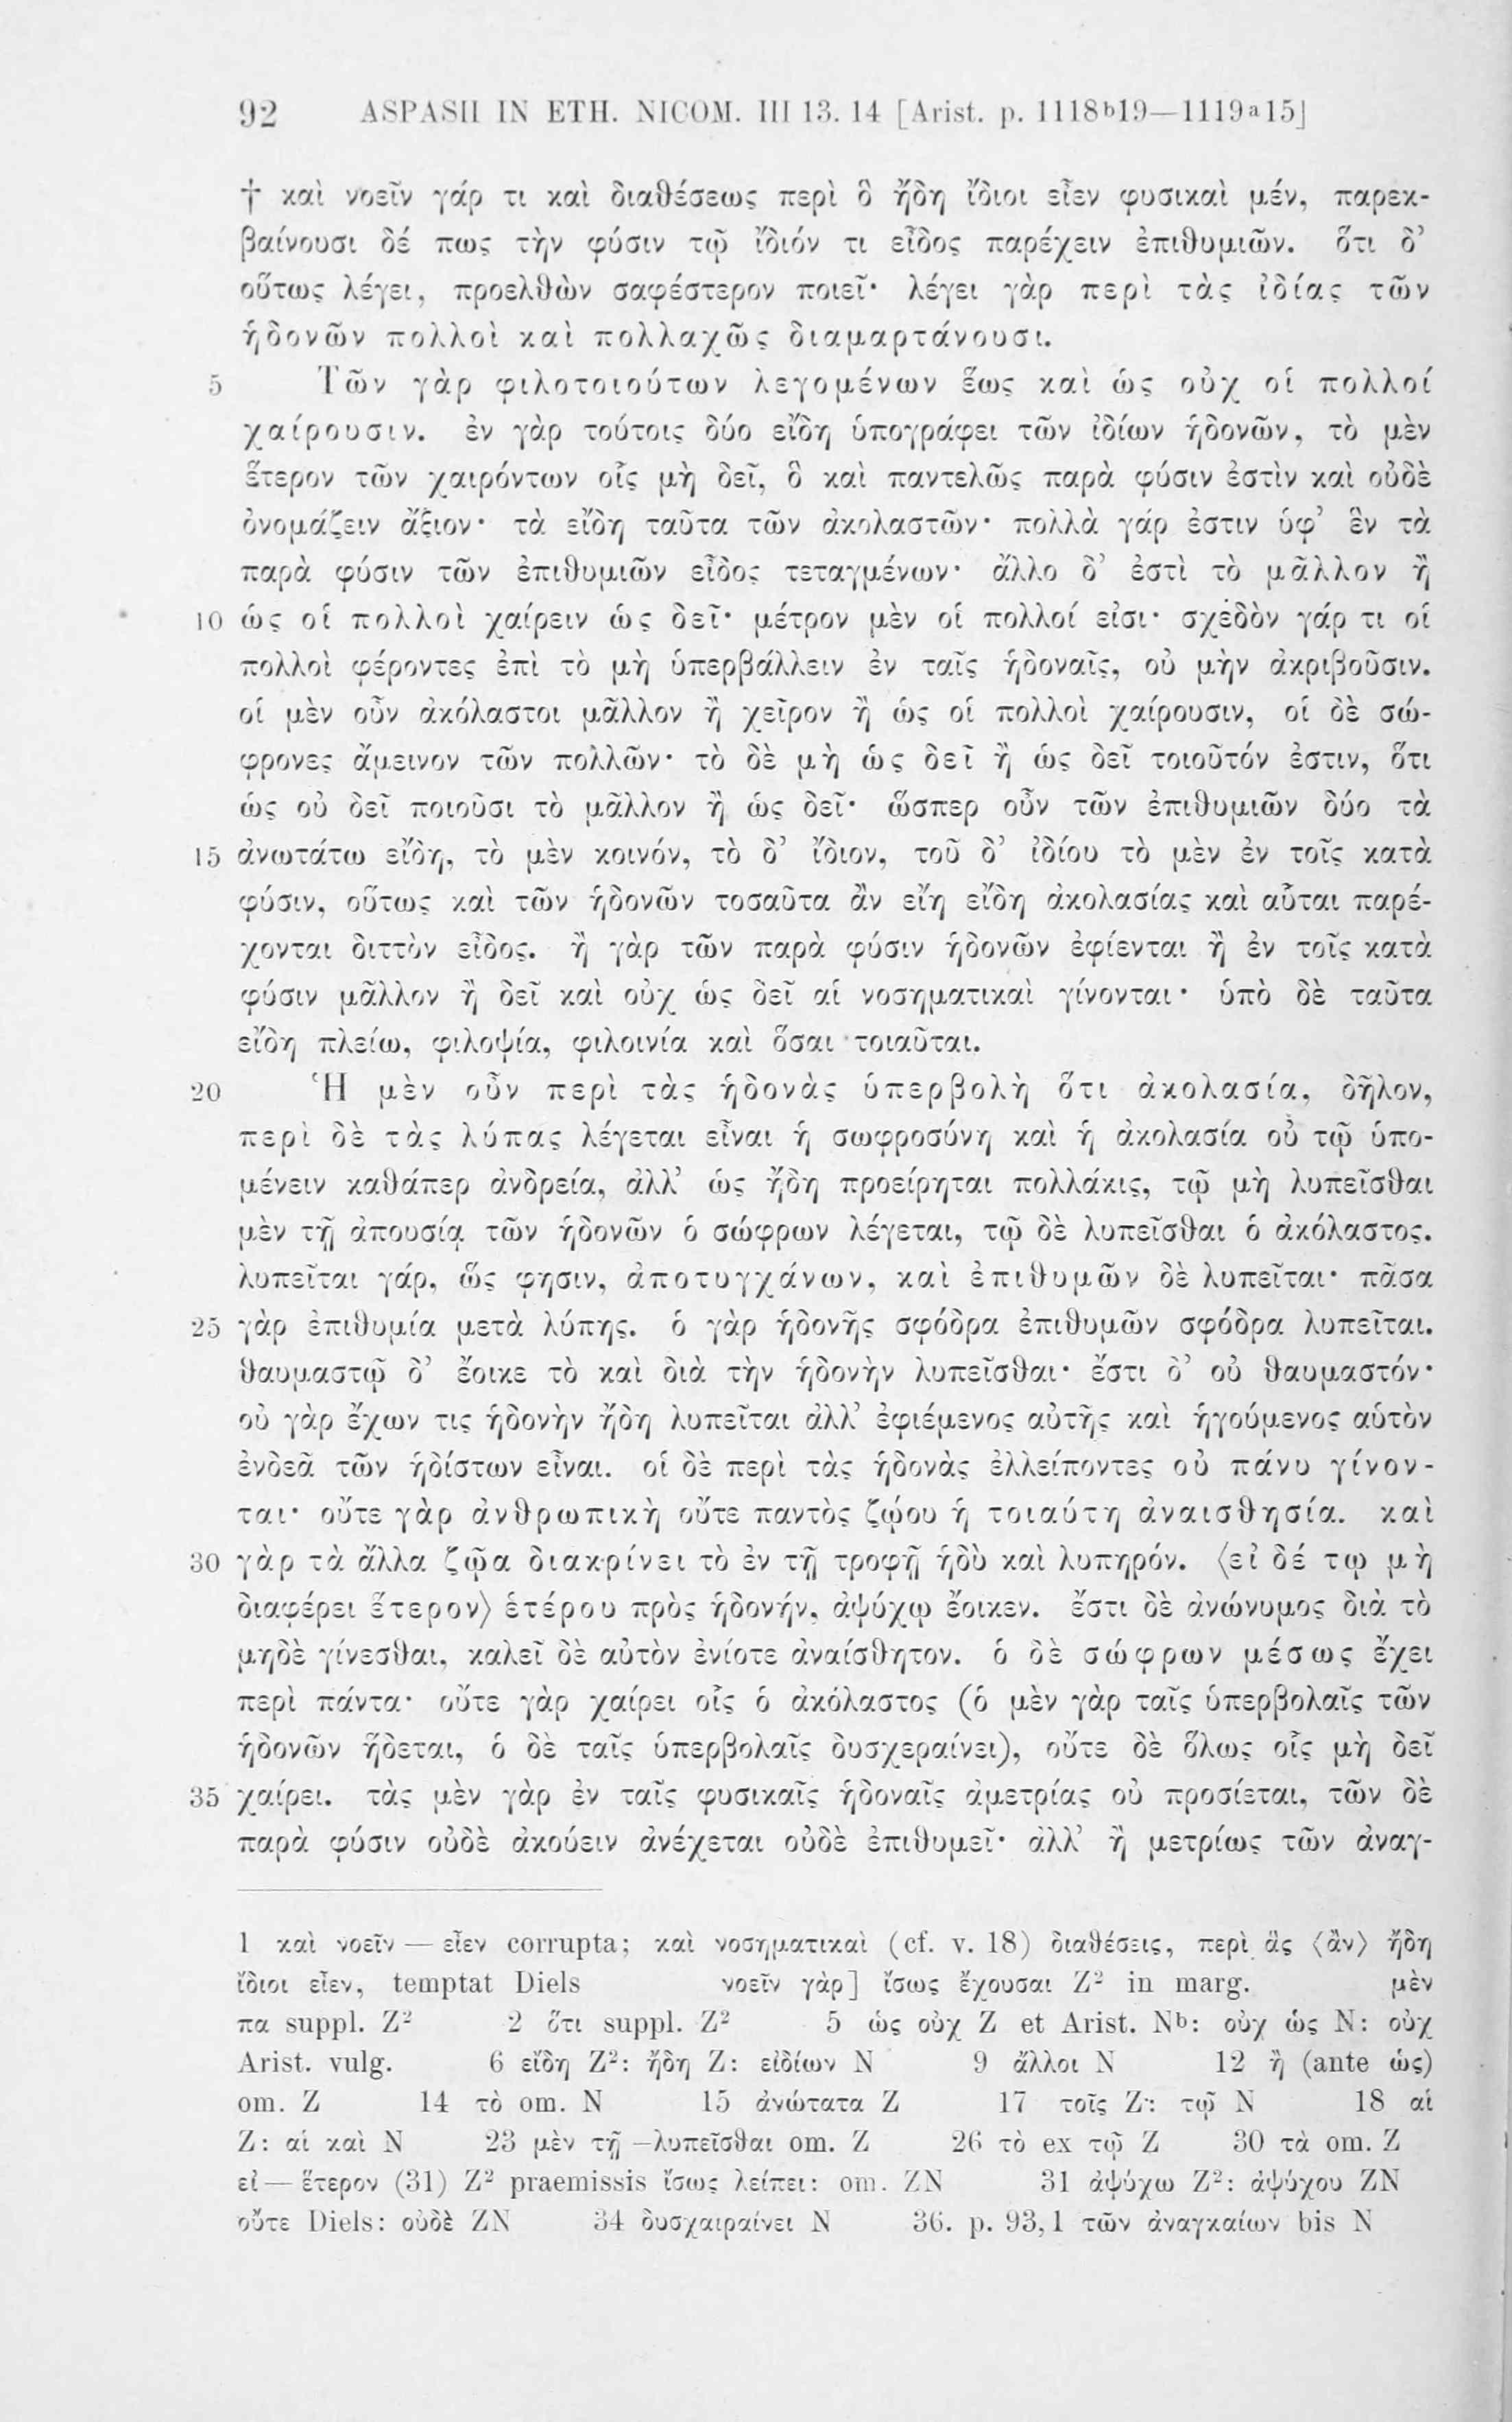 92 ASPASII IN ETH. NICOM. III 13. 14 [Arist. p. 1118ᵇ19—1119ᵃ15]
† καὶ νοεῖν γάρ τι καὶ διαθέσεως περὶ ὃ ἤδη ἴδιοι εἶεν φυσικαὶ μέν, παρεκ-
βαίνουσι δέ πως τὴν φύσιν τῷ ἴδιόν τι εἶδος παρέχειν ἐπιθυμιῶν. ὅτι δ’
οὕτως λέγει, προελθὼν σαφέστερον ποιεῖ· λέγει γὰρ περὶ τὰς ἰδίας τῶν
ἡδονῶν πολλοὶ καὶ πολλαχῶς διαμαρτάνουσι.
5 Τῶν γὰρ φιλοτοιούτων λεγομένων ἕως καὶ ὡς οὐχ οἱ πολλοί
χαίρουσιν. ἐν γὰρ τούτοις δύο εἴδη ὑπογράφει τῶν ἰδίων ἡδονῶν, τὸ μὲν
ἕτερον τῶν χαιρόντων οἷς μὴ δεῖ, ὃ καὶ παντελῶς παρὰ φύσιν ἐστὶν καὶ οὐδὲ
ὀνομάζειν ἄξιον· τὰ εἴδη ταῦτα τῶν ἀκολαστῶν· πολλὰ γάρ ἐστιν ὑφ’ ἓν τὰ
παρὰ φύσιν τῶν ἐπιθυμιῶν εἶδος τεταγμένων· ἄλλο δ’ ἐστὶ τὸ μᾶλλον ἢ
10 ὡς οἱ πολλοὶ χαίρειν ὡς δεῖ· μέτρον μὲν οἱ πολλοί εἰσι· σχεδὸν γάρ τι οἱ
πολλοὶ φέροντες ἐπὶ τὸ μὴ ὑπερβάλλειν ἐν ταῖς ἡδοναῖς, οὐ μὴν ἀκριβοῦσιν.
οἱ μὲν οὖν ἀκόλαστοι μᾶλλον ἢ χεῖρον ἢ ὡς οἱ πολλοὶ χαίρουσιν, οἱ δὲ σώ-
φρονες ἄμεινον τῶν πολλῶν· τὸ δὲ μὴ ὡς δεῖ ἢ ὡς δεῖ τοιοῦτόν ἐστιν, ὅτι
ὡς οὐ δεῖ ποιοῦσι τὸ μᾶλλον ἢ ὡς δεῖ· ὥσπερ οὖν τῶν ἐπιθυμιῶν δύο τὰ
15 ἀνωτάτω εἴδη, τὸ μὲν κοινόν, τὸ δ’ ἴδιον, τοῦ δ’ ἰδίου τὸ μὲν ἐν τοῖς κατὰ
φύσιν, οὕτως καὶ τῶν ἡδονῶν τοσαῦτα ἂν εἴη εἴδη ἀκολασίας καὶ αὗται παρέ-
χονται διττὸν εἶδος. ἢ γὰρ τῶν παρὰ φύσιν ἡδονῶν ἐφίενται ἢ ἐν τοῖς κατὰ
φύσιν μᾶλλον ἢ δεῖ καὶ οὐχ ὡς δεῖ αἱ νοσηματικαὶ γίνονται· ὑπὸ δὲ ταῦτα
εἴδη πλείω, φιλοψία, φιλοινία καὶ ὅσαι τοιαῦται.
20 Ἡ μὲν οὖν περὶ τὰς ἡδονὰς ὑπερβολὴ ὅτι ἀκολασία, δῆλον,
περὶ δὲ τὰς λύπας λέγεται εἶναι ἡ σωφροσύνη καὶ ἡ ἀκολασία οὐ τῷ ὑπο-
μένειν καθάπερ ἀνδρεία, ἀλλ’ ὡς ἤδη προείρηται πολλάκις, τῷ μὴ λυπεῖσθαι
μὲν τῇ ἀπουσίᾳ τῶν ἡδονῶν ὁ σώφρων λέγεται, τῷ δὲ λυπεῖσθαι ὁ ἀκόλαστος.
λυπεῖται γάρ, ὥς φησιν, ἀποτυγχάνων, καὶ ἐπιθυμῶν δὲ λυπεῖται· πᾶσα
25 γὰρ ἐπιθυμία μετὰ λύπης. ὁ γὰρ ἡδονῆς σφόδρα ἐπιθυμῶν σφόδρα λυπεῖται.
θαυμαστῷ δ’ ἔοικε τὸ καὶ διὰ τὴν ἡδονὴν λυπεῖσθαι· ἔστι δ’ οὐ θαυμαστόν·
οὐ γὰρ ἔχων τις ἡδονὴν ἤδη λυπεῖται ἀλλ’ ἐφιέμενος αὐτῆς καὶ ἡγούμενος αὑτὸν
ἐνδεᾶ τῶν ἡδίστων εἶναι. οἱ δὲ περὶ τὰς ἡδονὰς ἐλλείποντες οὐ πάνυ γίνον-
ται· οὔτε γὰρ ἀνθρωπικὴ οὔτε παντὸς ζῴου ἡ τοιαύτη ἀναισθησία. καὶ
30 γὰρ τὰ ἄλλα ζῷα διακρίνει τὸ ἐν τῇ τροφῇ ἡδὺ καὶ λυπηρόν. ⟨εἰ δέ τῳ μὴ
διαφέρει ἕτερον⟩ ἑτέρου πρὸς ἡδονήν, ἀψύχῳ ἔοικεν. ἔστι δὲ ἀνώνυμος διὰ τὸ
μηδὲ γίνεσθαι, καλεῖ δὲ αὐτὸν ἐνίοτε ἀναίσθητον. ὁ δὲ σώφρων μέσως ἔχει
περὶ πάντα· οὔτε γὰρ χαίρει οἷς ὁ ἀκόλαστος (ὁ μὲν γὰρ ταῖς ὑπερβολαῖς τῶν
ἡδονῶν ἥδεται, ὁ δὲ ταῖς ὑπερβολαῖς δυσχεραίνει), οὔτε δὲ ὅλως οἷς μὴ δεῖ
35 χαίρει. τὰς μὲν γὰρ ἐν ταῖς φυσικαῖς ἡδοναῖς ἀμετρίας οὐ προσίεται, τῶν δὲ
παρὰ φύσιν οὐδὲ ἀκούειν ἀνέχεται οὐδὲ ἐπιθυμεῖ· ἀλλ’ ἢ μετρίως τῶν ἀναγ-
1 καὶ νοεῖν — εἶεν corrupta; καὶ νοσηματικαὶ (cf. v. 18) διαθέσεις, περὶ ἃς ⟨ἂν⟩ ἤδη
ἴδιοι εἶεν, temptat Diels νοεῖν γὰρ] ἴσως ἔχουσαι Z² in marg. μὲν
πα suppl. Z² 2 ὅτι suppl. Z² 5 ὡς οὐχ Z et Arist. Nᵇ: οὐχ ὡς N: οὐχ
Arist. vulg. 6 εἴδη Z²: ἤδη Z: εἰδίων N 9 ἄλλοι N 12 ἢ (ante ὡς)
om. Z 14 τὸ om. N 15 ἀνώτατα Z 17 τοῖς Z: τῷ N 18 αἱ
Z: αἱ καὶ N 23 μὲν τῇ —λυπεῖσθαι om. Z 26 τὸ ex τῷ Z 30 τὰ om. Z
εἰ — ἕτερον (31) Z² praemissis ἴσως λείπει: om. ZN 31 ἀψύχω Z²: ἀψύχου ZN
οὔτε Diels: οὐδὲ ZN 34 δυσχαιραίνει N 36. p. 93,1 τῶν ἀναγκαίων bis N